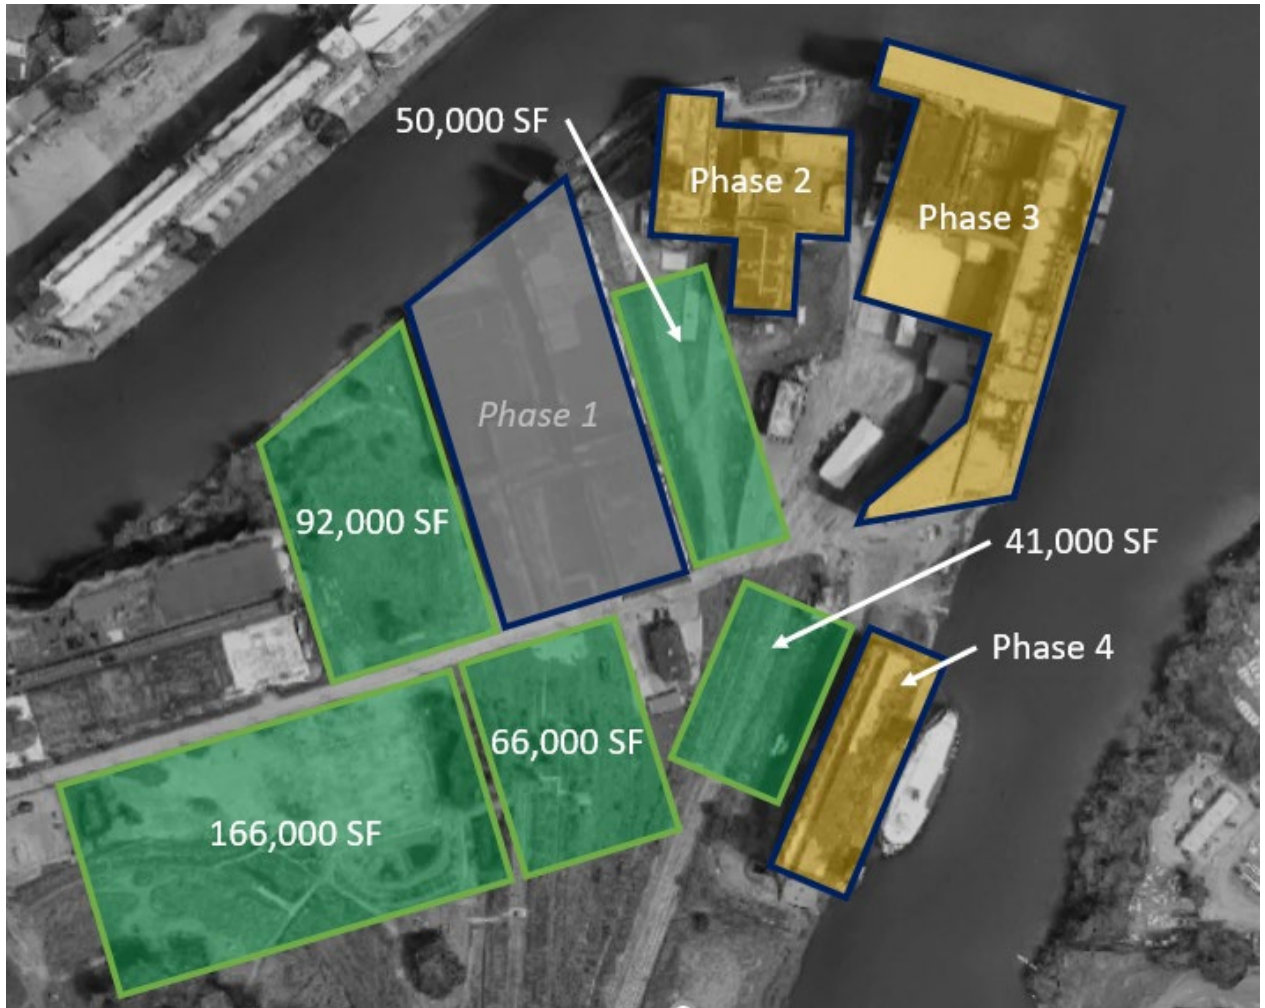 50,000 SF
Phase 2
Phase 3
Phase 1
92,000 SF
41,000 SF
Phase 4
66,000 SF
166,000 SF